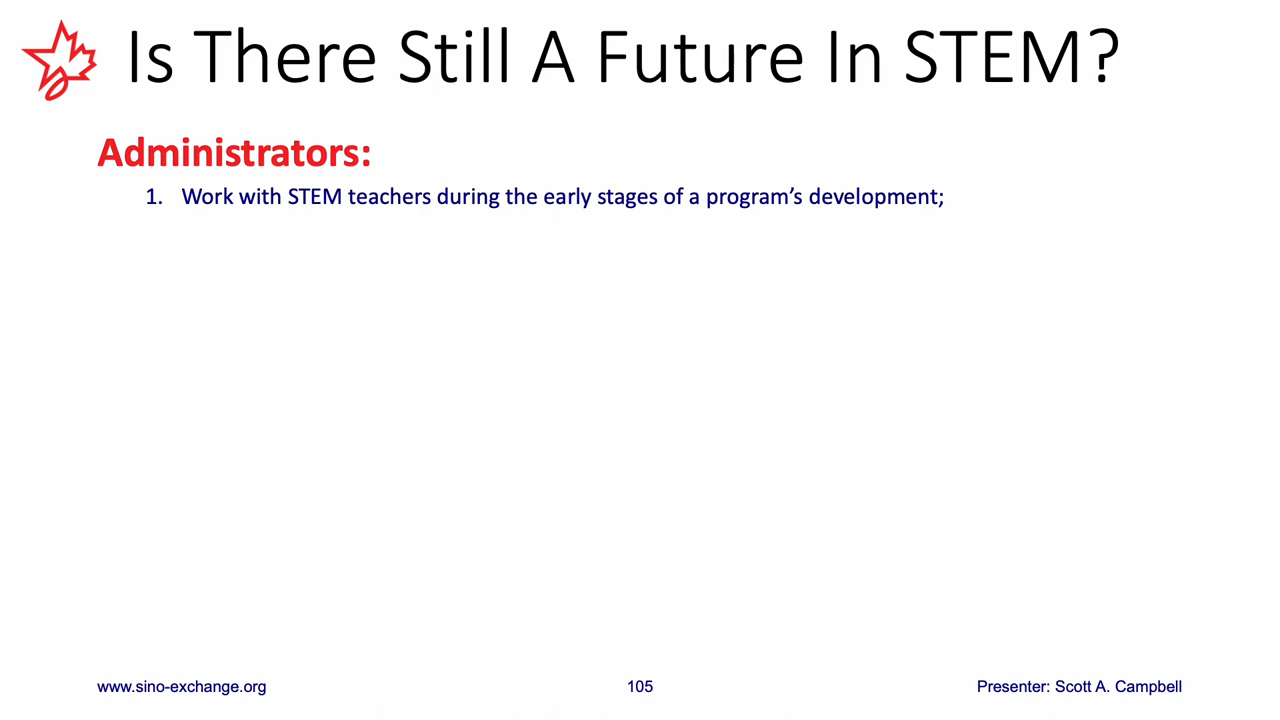 Is There Still A Future In STEM?
Administrators:
1. Work with STEM teachers during the early stages of a program’s development;
www.sino-exchange.org
105
Presenter: Scott A. Campbell